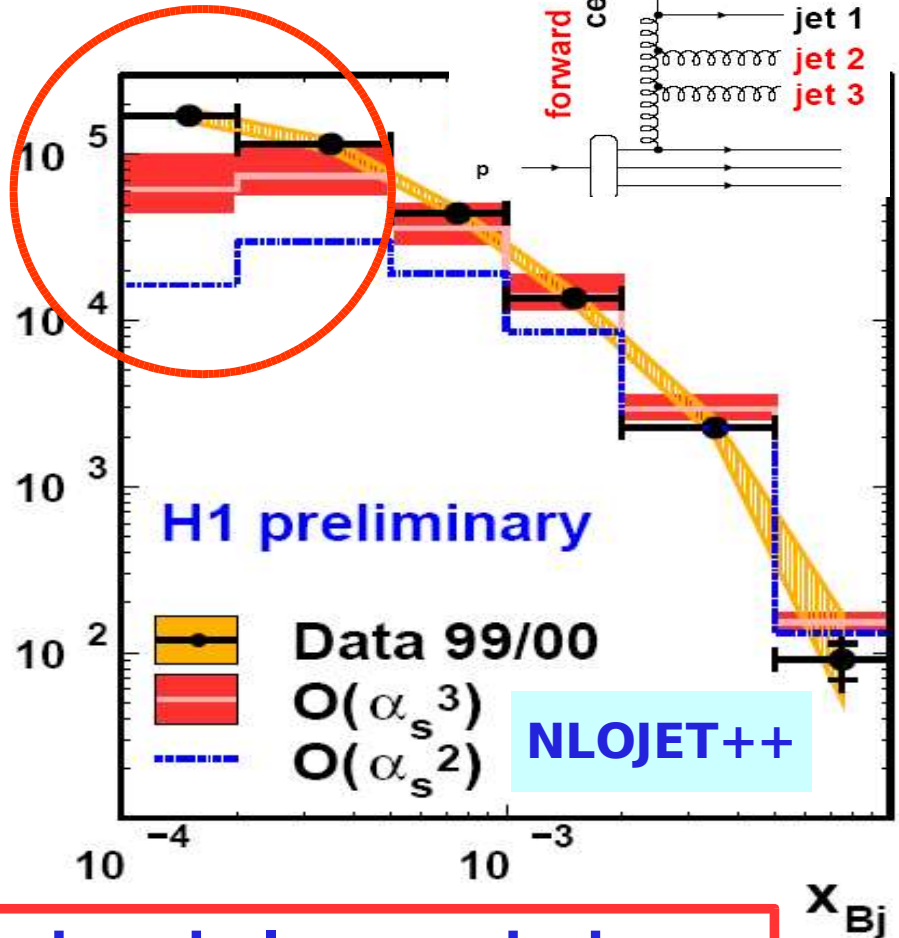 forward
ce
jet 1
jet 2
jet 3
p
10 5
10 4
10 3
10 2
H1 preliminary
Data 99/00
O(αs3)
O(αs2)
NLOJET++
10 −4
10 −3
xBj